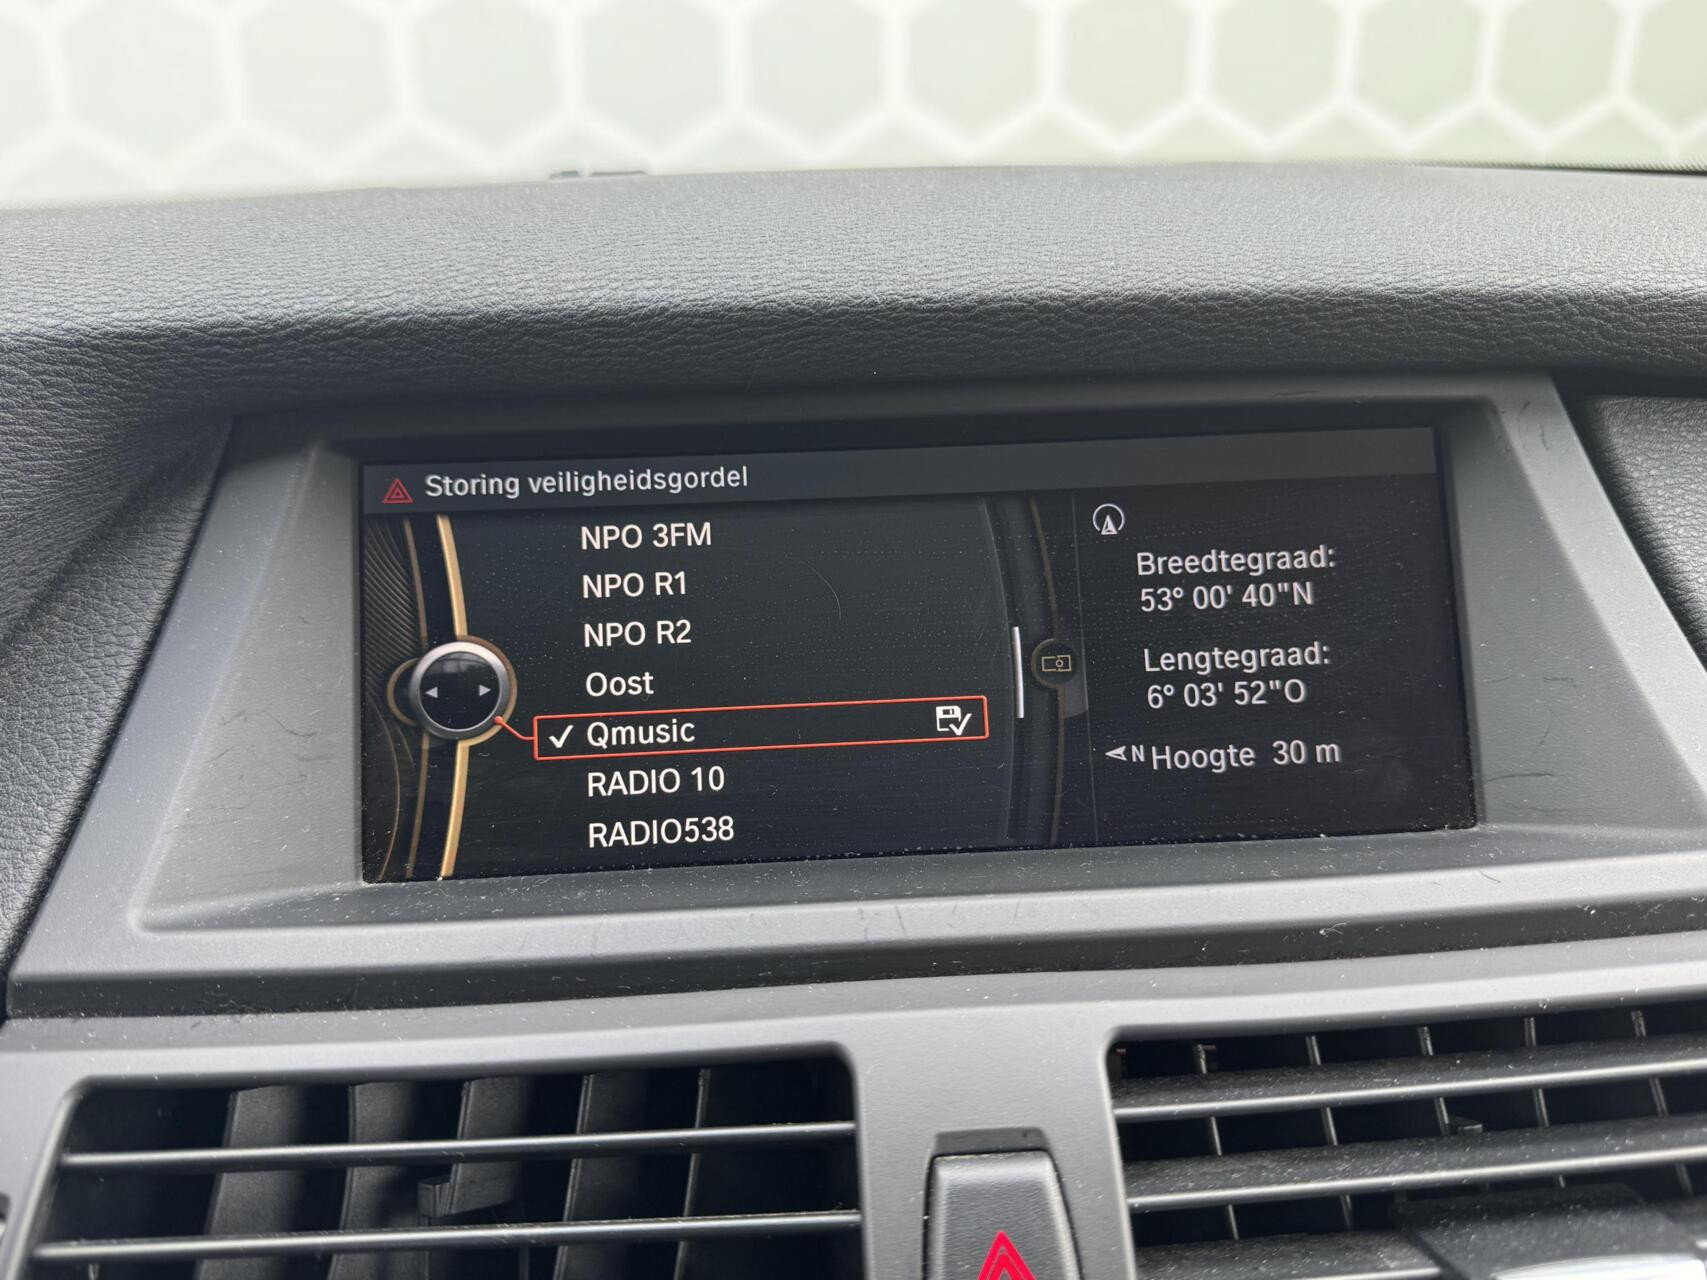 Storing veiligheidsgordel
NPO 3FM
NPO R1
NPO R2
Oost
Qmusic
RADIO 10
RADIO538
Breedtegraad:
53° 00' 40"N
Lengtegraad:
6° 03' 52"O
N Hoogte 30 m